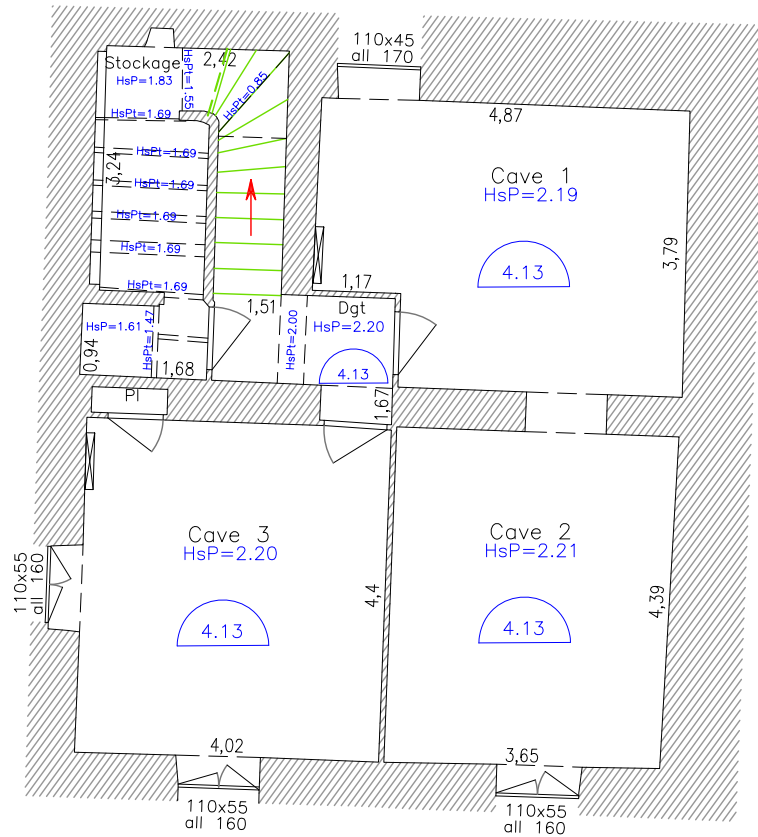 110x45
all 170
Stockage
2,42
HsP=1.83
HsPt=1.55
HsPt=0.85
HsPt=1.69
4,87
HsPt=1.69
3,24
HsPt=1.69
Cave 1
HsP=2.19
HsPt=1.69
HsPt=1.69
3,79
4.13
HsPt=1.69
1,17
1,51
Dgt
HsP=2.20
HsP=1.61
HsPt=1.47
HsPt=2.00
0,94
1,68
4.13
Pl
1,67
Cave 3
HsP=2.20
Cave 2
HsP=2.21
110x55
all 160
4,4
4,39
4.13
4.13
4,02
3,65
110x55
all 160
110x55
all 160